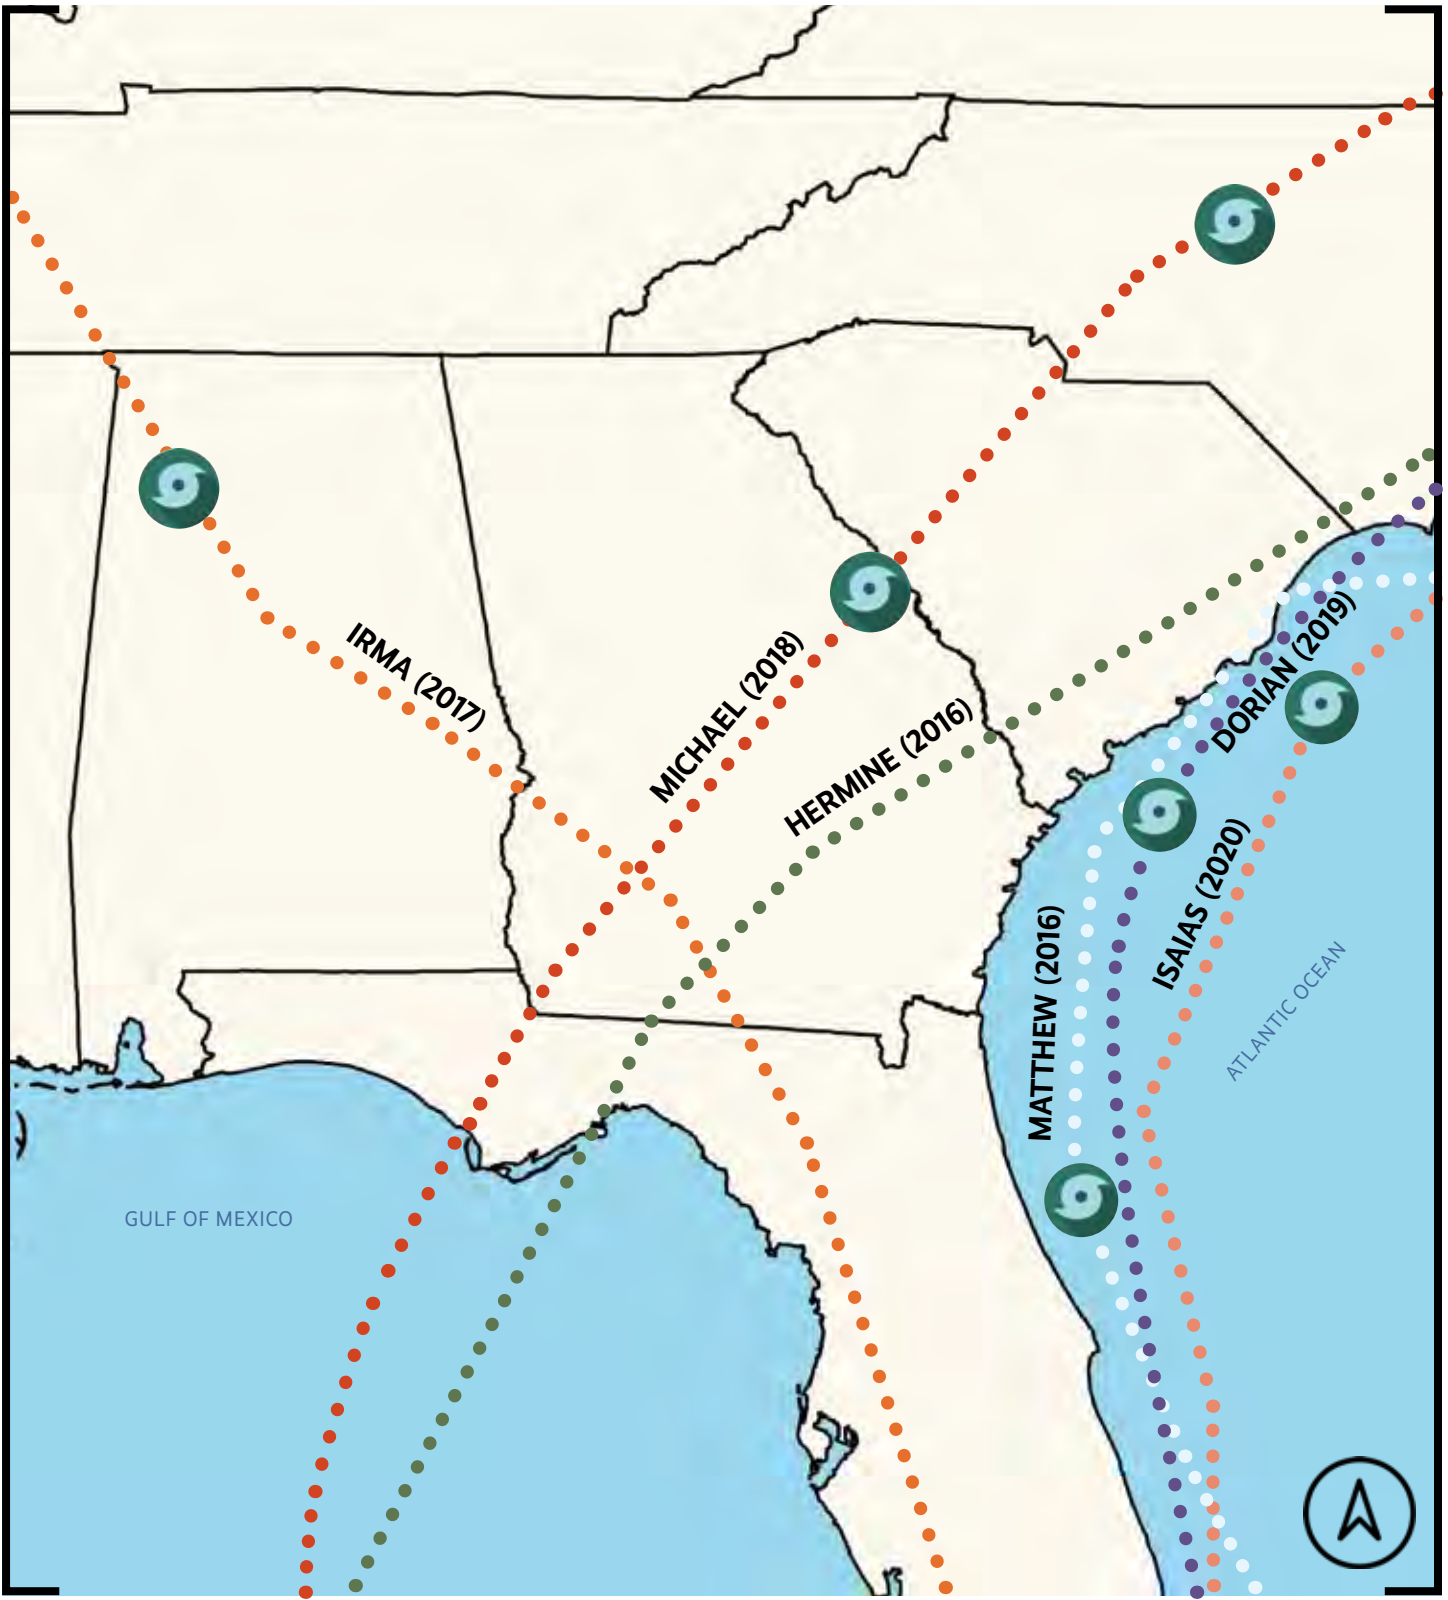 IRMA (2017)
MICHAEL (2018)
HERMINE (2016)
DORIAN (2019)
ISAIAS (2020)
MATTHEW (2016)
ATLANTIC OCEAN
GULF OF MEXICO